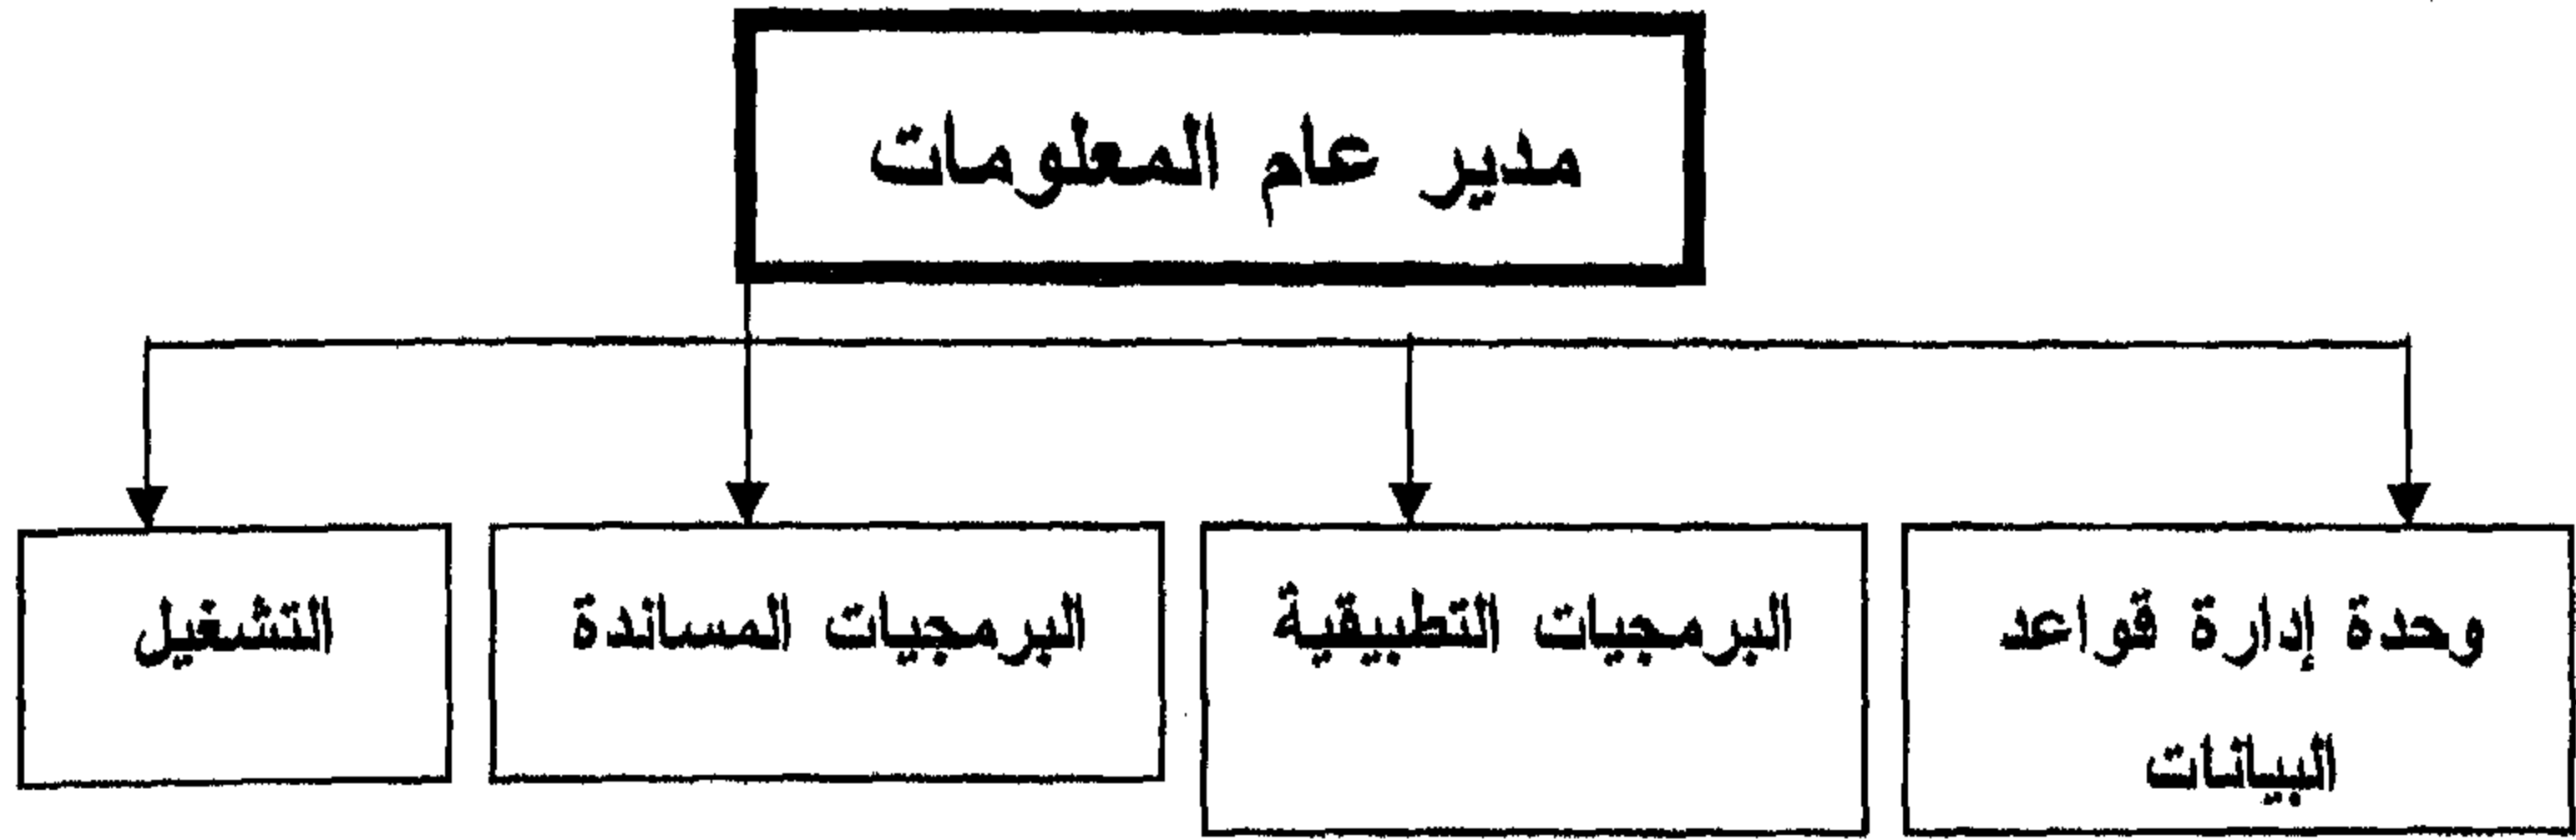 مدير عام المعلومات
وحدة إدارة قواعد
البيانات
البرمجيات التطبيقية
البرمجيات المساندة
التشغيل